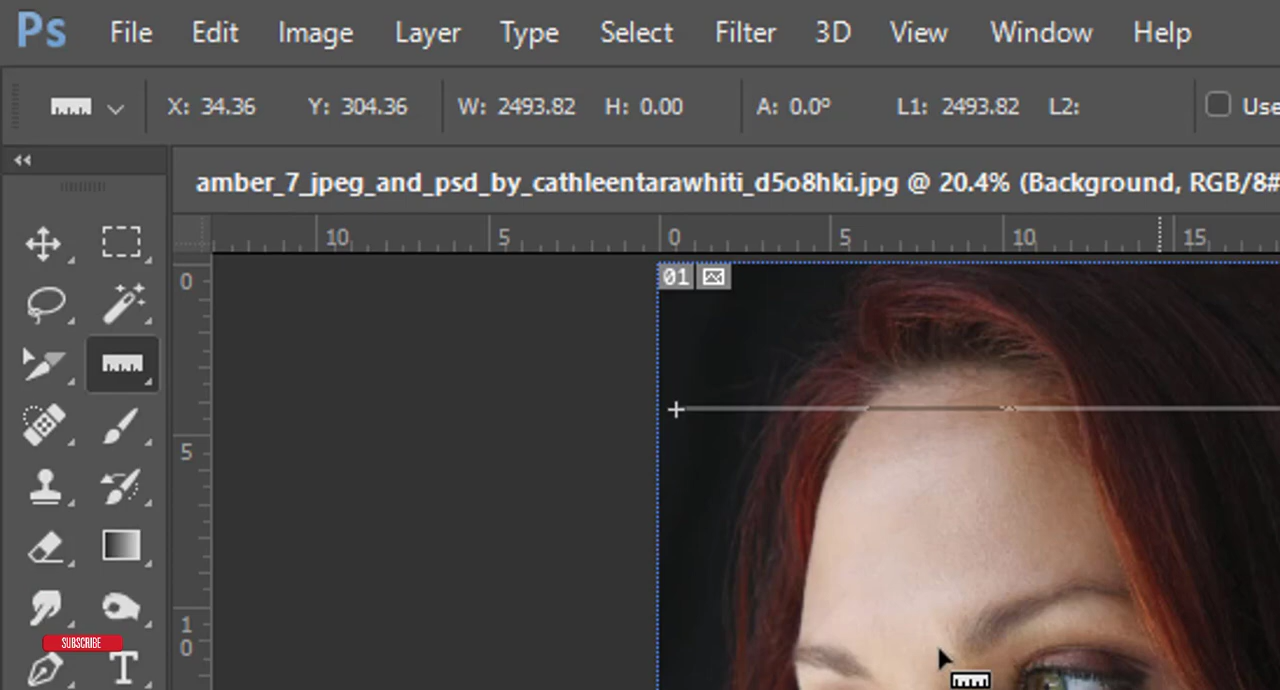 Ps File Edit Image Layer Type Select Filter 3D View Window Help
X: 34.36 Y: 304.36 W: 2493.82 H: 0.00 A: 0.0° L1: 2493.82 L2: Use
amber_7_jpeg_and_psd_by_cathleentarawhiti_d5o8hki.jpg @ 20.4% (Background, RGB/8#
10 5 0 5 10 15
0
01
5
1
0
SUBSCRIBE
T